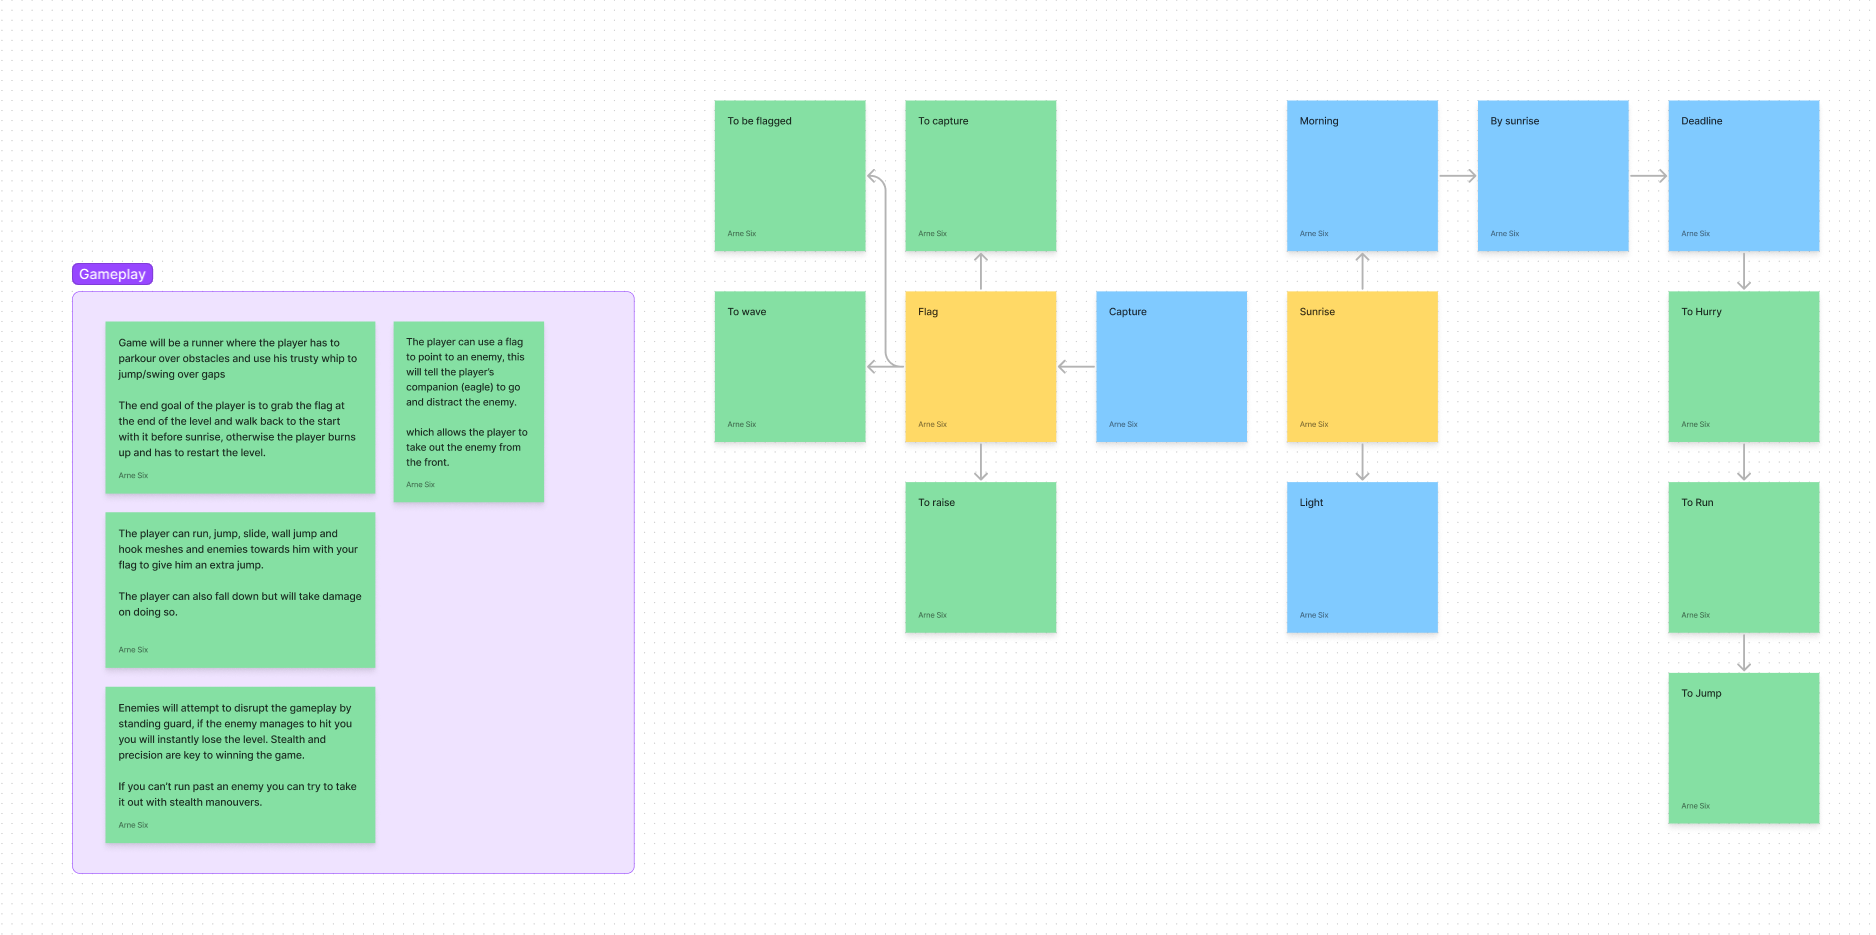 Gameplay
Game will be a runner where the player has to
parkour over obstacles and use his trusty whip to
jump/swing over gaps
The end goal of the player is to grab the flag at
the end of the level and walk back to the start
with it before sunrise, otherwise the player burns
up and has to restart the level.
Arne Six
The player can use a flag
to point to an enemy, this
will tell the player's
companion (eagle) to go
and distract the enemy.
which allows the player to
take out the enemy from
the front.
Arne Six
The player can run, jump, slide, wall jump and
hook meshes and enemies towards him with your
flag to give him an extra jump.
The player can also fall down but will take damage
on doing so.
Arne Six
Enemies will attempt to disrupt the gameplay by
standing guard, if the enemy manages to hit you
you will instantly lose the level. Stealth and
precision are key to winning the game.
If you can't run past an enemy you can try to take
it out with stealth manouvers.
Arne Six
To be flagged
Arne Six
To capture
Arne Six
To wave
Arne Six
Flag
Arne Six
Capture
Arne Six
To raise
Arne Six
Morning
Arne Six
By sunrise
Arne Six
Deadline
Arne Six
Sunrise
Arne Six
To Hurry
Arne Six
Light
Arne Six
To Run
Arne Six
To Jump
Arne Six